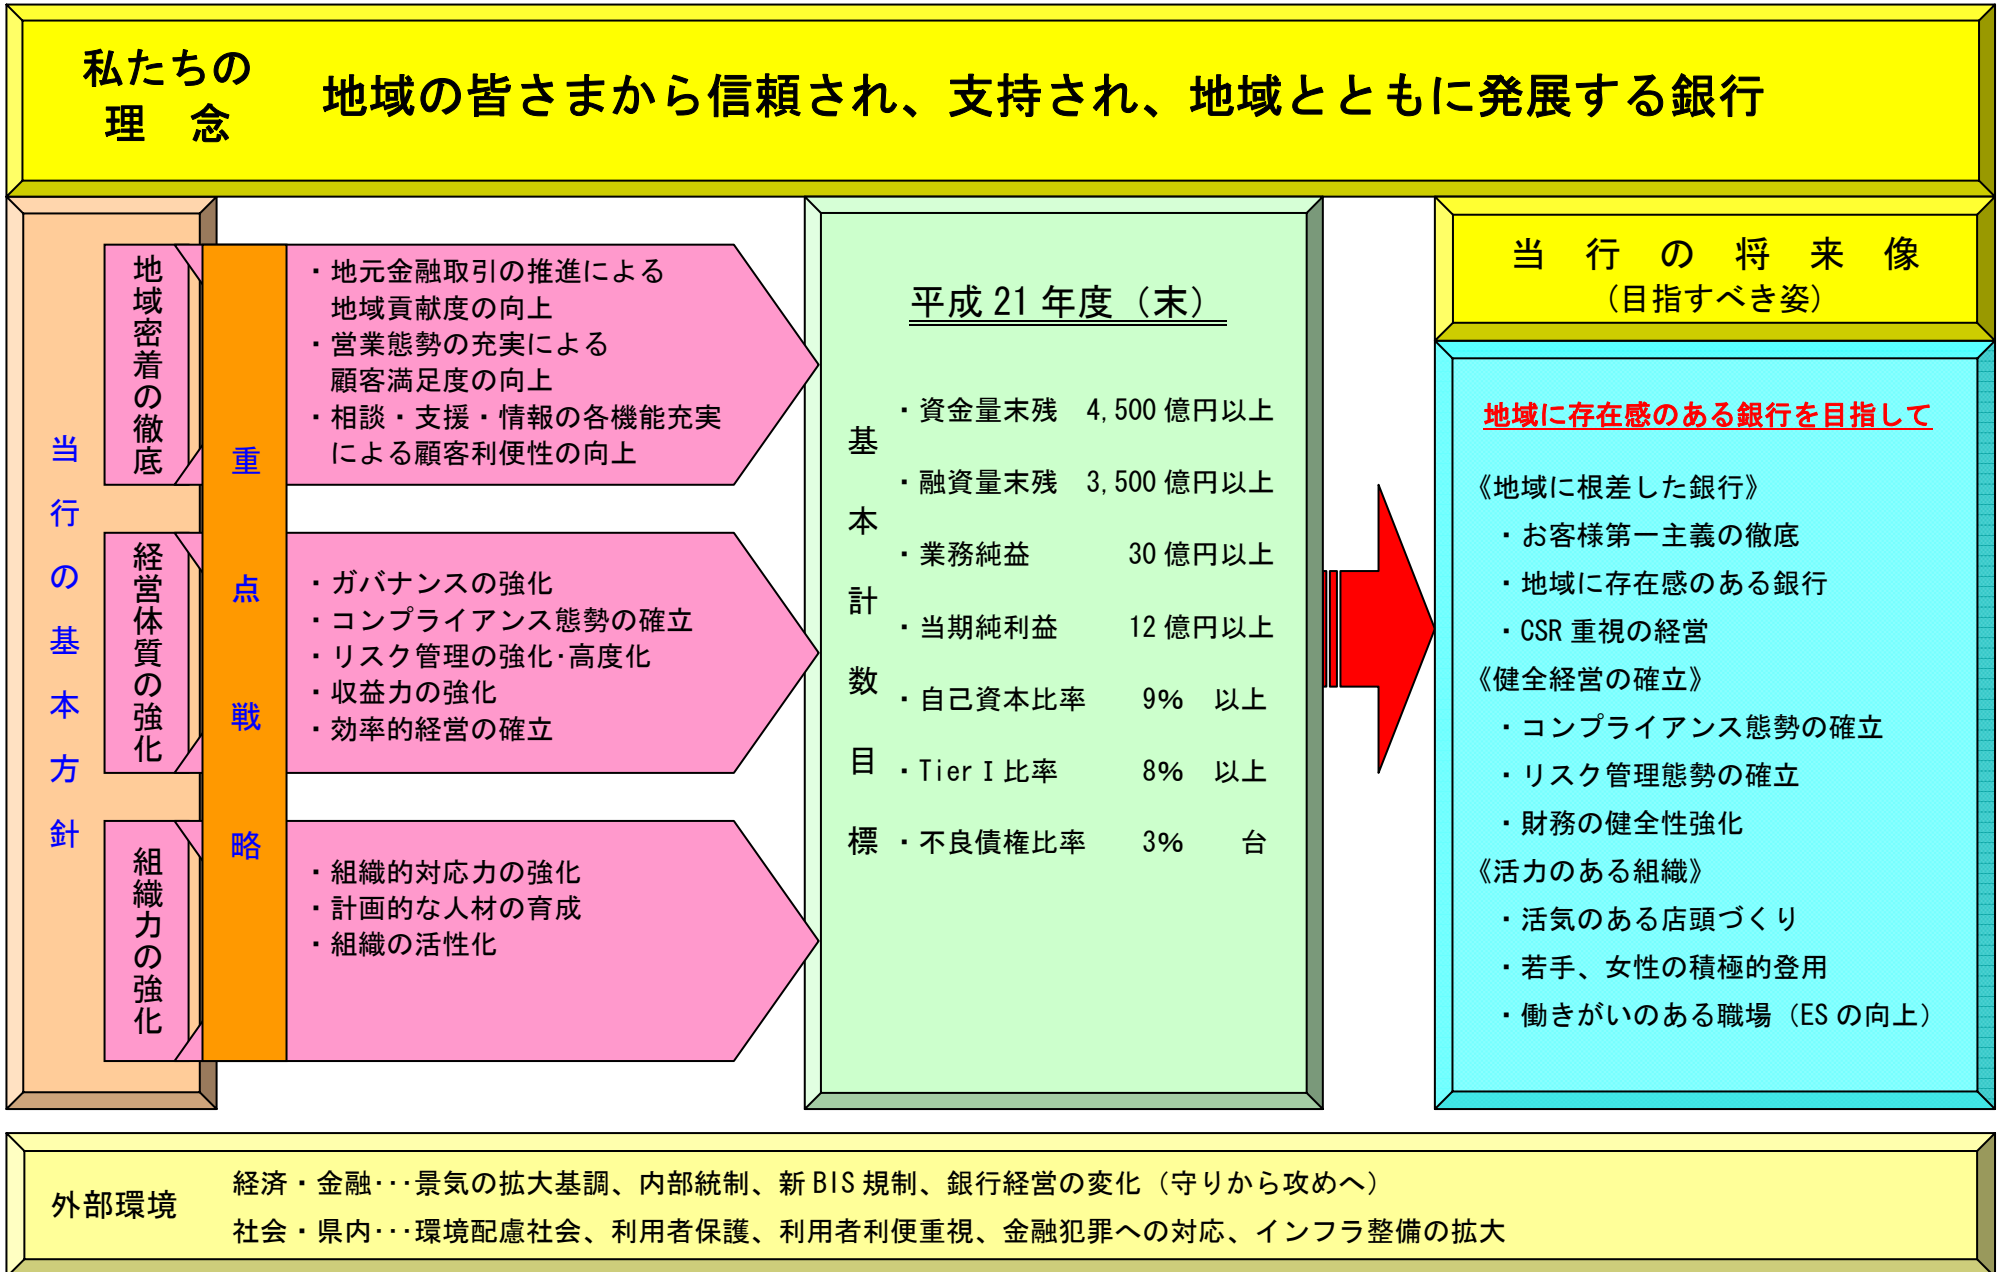 私たちの
理　念
地域の皆さまから信頼され、支持され、地域とともに発展する銀行
当行の基本方針
重点戦略
地域密着の徹底
・地元金融取引の推進による
地域貢献度の向上
・営業態勢の充実による
顧客満足度の向上
・相談・支援・情報の各機能充実
による顧客利便性の向上
経営体質の強化
・ガバナンスの強化
・コンプライアンス態勢の確立
・リスク管理の強化･高度化
・収益力の強化
・効率的経営の確立
組織力の強化
・組織的対応力の強化
・計画的な人材の育成
・組織の活性化
基本計数目標
平成 21 年度（末）
・資金量末残　4,500 億円以上
・融資量末残　3,500 億円以上
・業務純益　30 億円以上
・当期純利益　12 億円以上
・自己資本比率　9%　以上
・TierⅠ比率　8%　以上
・不良債権比率　3%　台
当 行 の 将 来 像
（目指すべき姿）
地域に存在感のある銀行を目指して
《地域に根差した銀行》
・お客様第一主義の徹底
・地域に存在感のある銀行
・CSR 重視の経営
《健全経営の確立》
・コンプライアンス態勢の確立
・リスク管理態勢の確立
・財務の健全性強化
《活力のある組織》
・活気のある店頭づくり
・若手、女性の積極的登用
・働きがいのある職場（ES の向上）
外部環境
経済・金融･･･景気の拡大基調、内部統制、新 BIS 規制、銀行経営の変化（守りから攻めへ）
社会・県内･･･環境配慮社会、利用者保護、利用者利便重視、金融犯罪への対応、インフラ整備の拡大